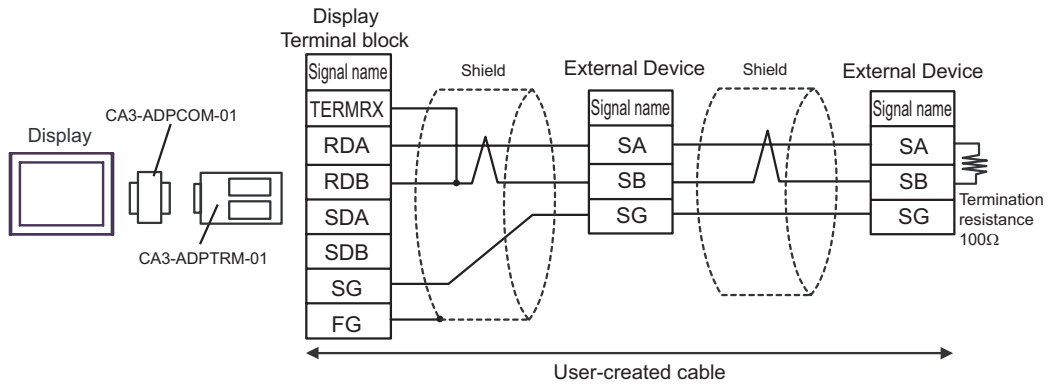 Display
Terminal block
Signal name
TERMRX
RDA
RDB
SDA
SDB
SG
FG
Shield
External Device
Signal name
SA
SB
SG
Shield
External Device
Signal name
SA
SB
SG
Termination
resistance
100Ω
Display
CA3-ADPCOM-01
CA3-ADPTRM-01
User-created cable